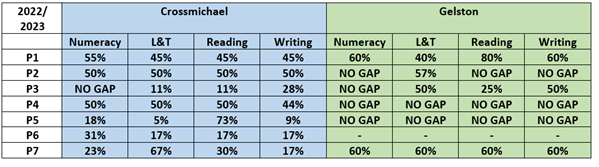 2022/ Crossmichael Gelston
2023
Numeracy L&T Reading Writing Numeracy L&T Reading Writing
P1 55% 45% 45% 45% 60% 40% 80% 60%
P2 50% 50% 50% 50% NO GAP 57% NO GAP NO GAP
P3 NO GAP 11% 11% 28% NO GAP 50% 25% 50%
P4 50% 50% 50% 44% NO GAP NO GAP NO GAP NO GAP
P5 18% 5% 73% 9% NO GAP NO GAP NO GAP NO GAP
P6 31% 17% 17% 17% - - - -
P7 23% 67% 30% 17% 60% 60% 60% 60%